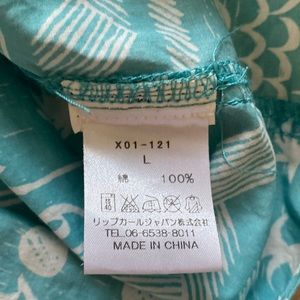 X01-121
L
綿 100%
リップカールジャパン株式会社
TEL.06-6538-8011
MADE IN CHINA